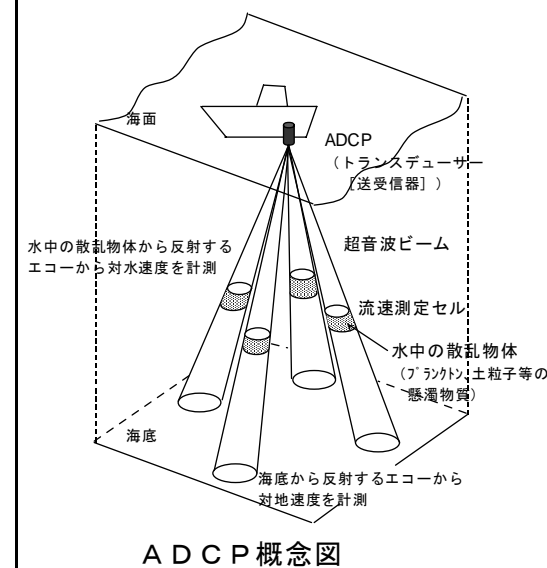 海面
ADCP
（トランスデューサー
[送受信器]）
水中の散乱物体から反射する
エコーから対水速度を計測
超音波ビーム
流速測定セル
水中の散乱物体
（プランクトン、土粒子等の
懸濁物質）
海底
海底から反射するエコーから
対地速度を計測
ＡＤＣＰ概念図